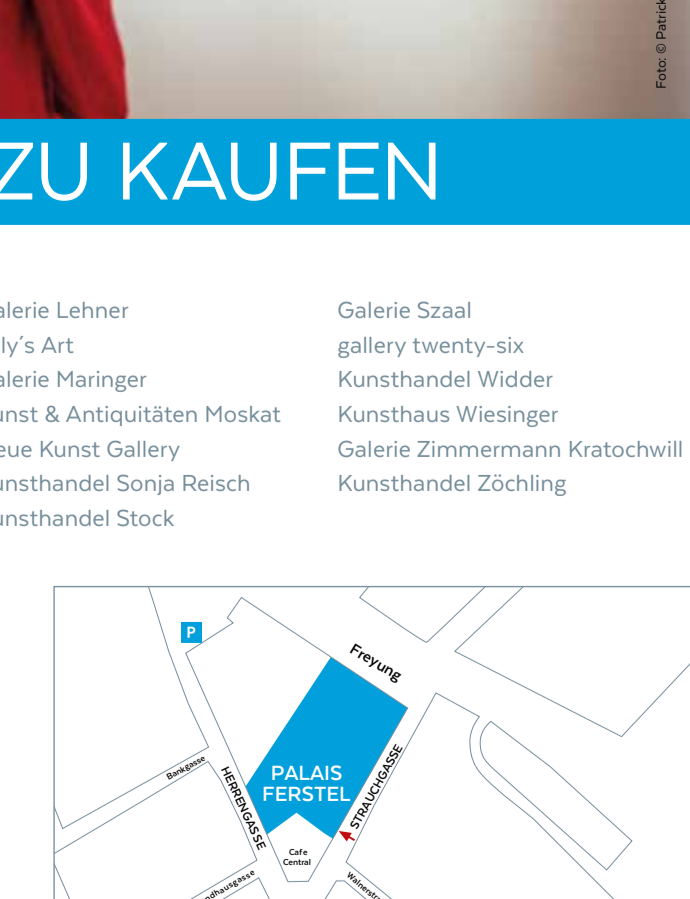 Foto: © Patrick
ZU KAUFEN
alerie Lehner
ly´s Art
alerie Maringer
unst & Antiquitäten Moskat
eue Kunst Gallery
unsthandel Sonja Reisch
unsthandel Stock
Galerie Szaal
gallery twenty-six
Kunsthandel Widder
Kunsthaus Wiesinger
Galerie Zimmermann Kratochwill
Kunsthandel Zöchling
P
Freyung
Bankgasse
HERRENGASSE
PALAIS
FERSTEL
STRAUCHGASSE
Cafe
Central
ndhausgasse
Walnerstr